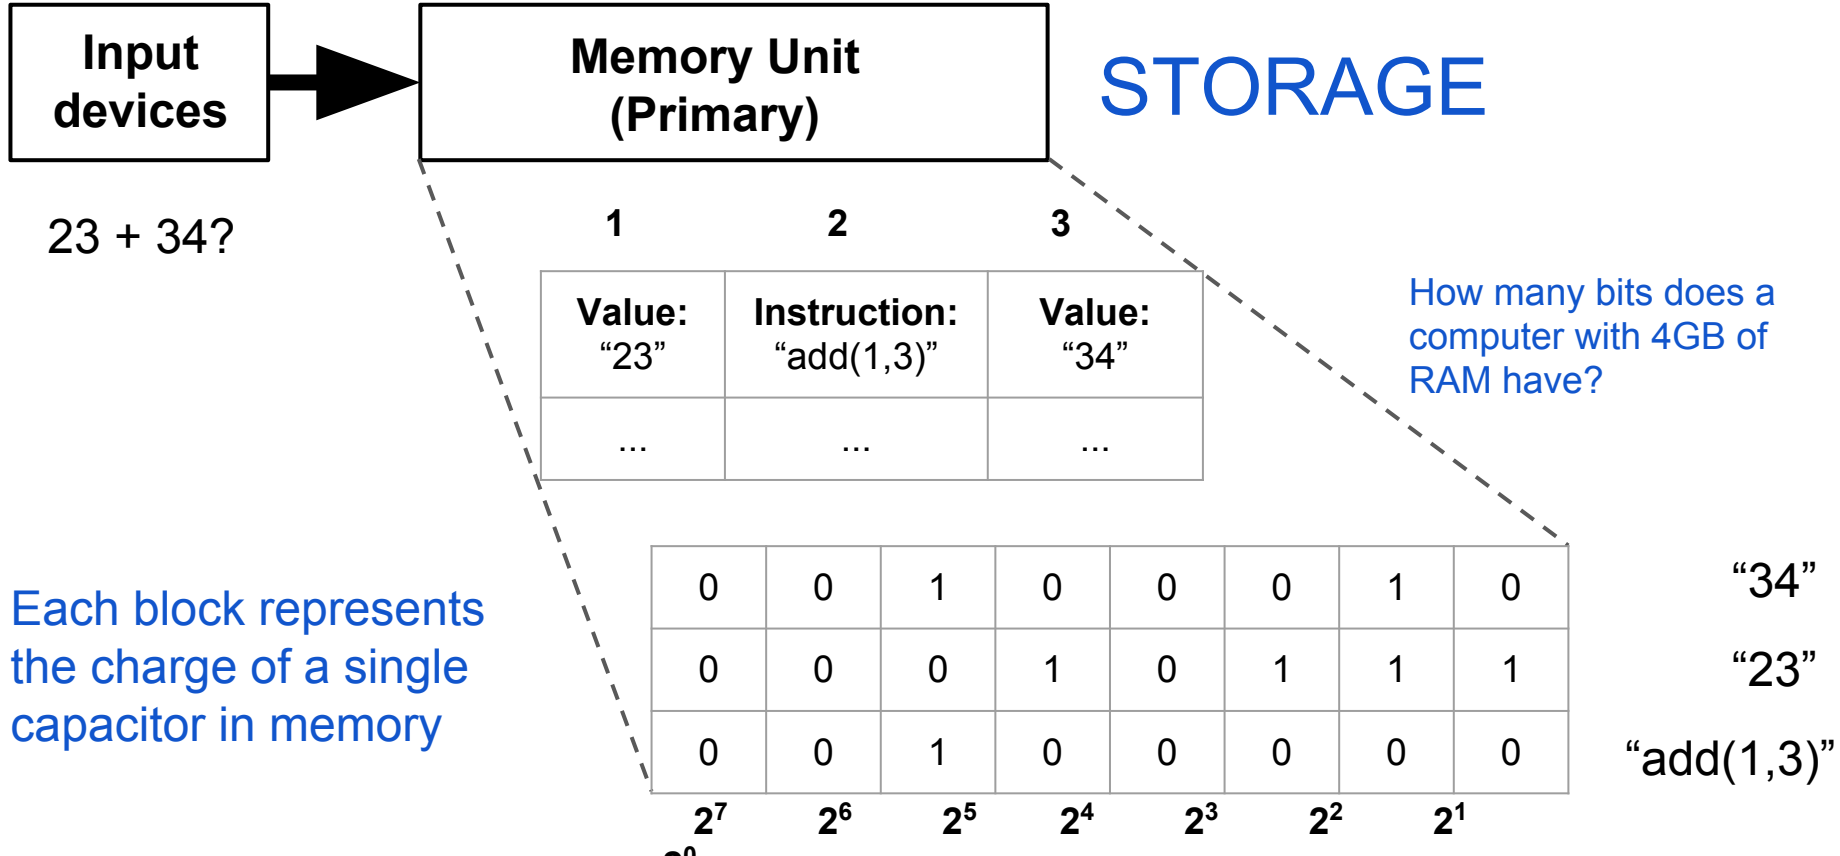 Input
devices
Memory Unit
(Primary)
STORAGE
23 + 34?
1 2 3
Value: Instruction: Value:
“23” “add(1,3)” “34”
... ... ...
How many bits does a
computer with 4GB of
RAM have?
Each block represents
the charge of a single
capacitor in memory
0 0 1 0 0 0 1 0 “34”
0 0 0 1 0 1 1 1 “23”
0 0 1 0 0 0 0 0 “add(1,3)”
2⁷ 2⁶ 2⁵ 2⁴ 2³ 2² 2¹
2⁰